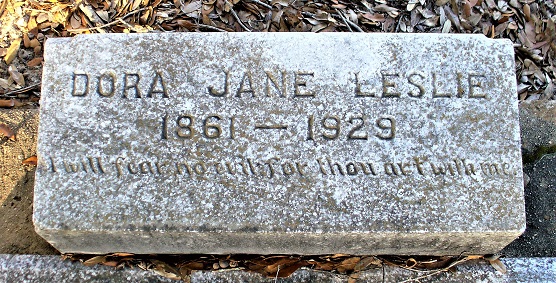 DORA JANE LESLIE
1861 — 1929
I will fear no evil: for thou art with me.